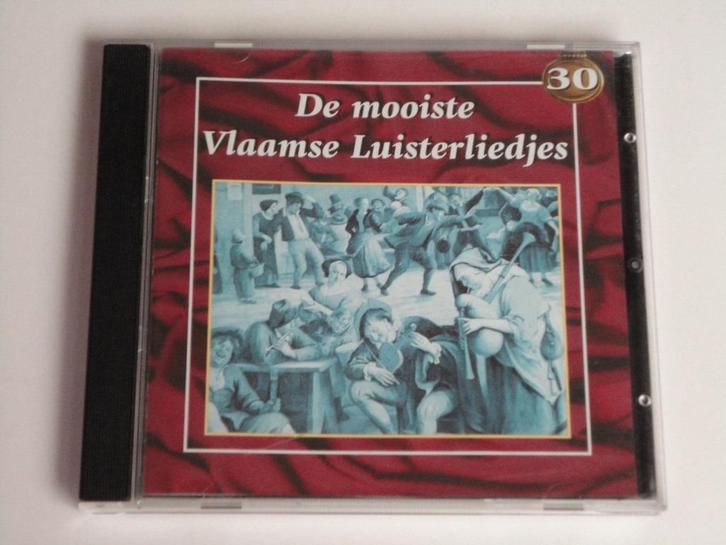 30
De mooiste
Vlaamse Luisterliedjes